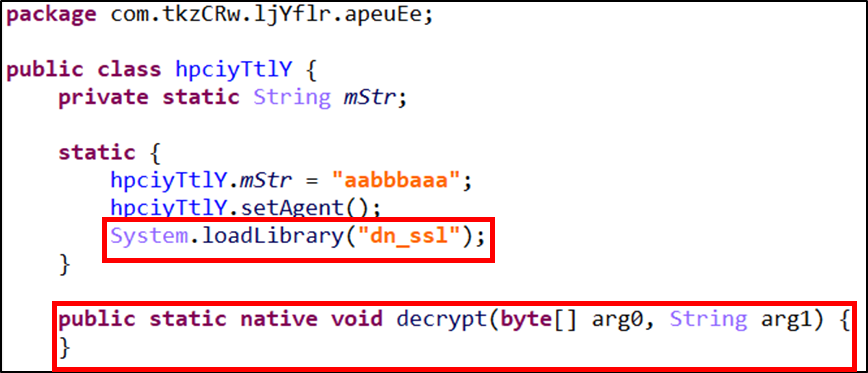 package com.tkzCRw.ljYflr.apeuEe;
public class hpciyTtlY {
private static String mStr;
static {
hpciyTtlY.mStr = "aabbbaaa";
hpciyTtlY.setAgent();
System.loadLibrary("dn_ssl");
}
public static native void decrypt(byte[] arg0, String arg1) {
}